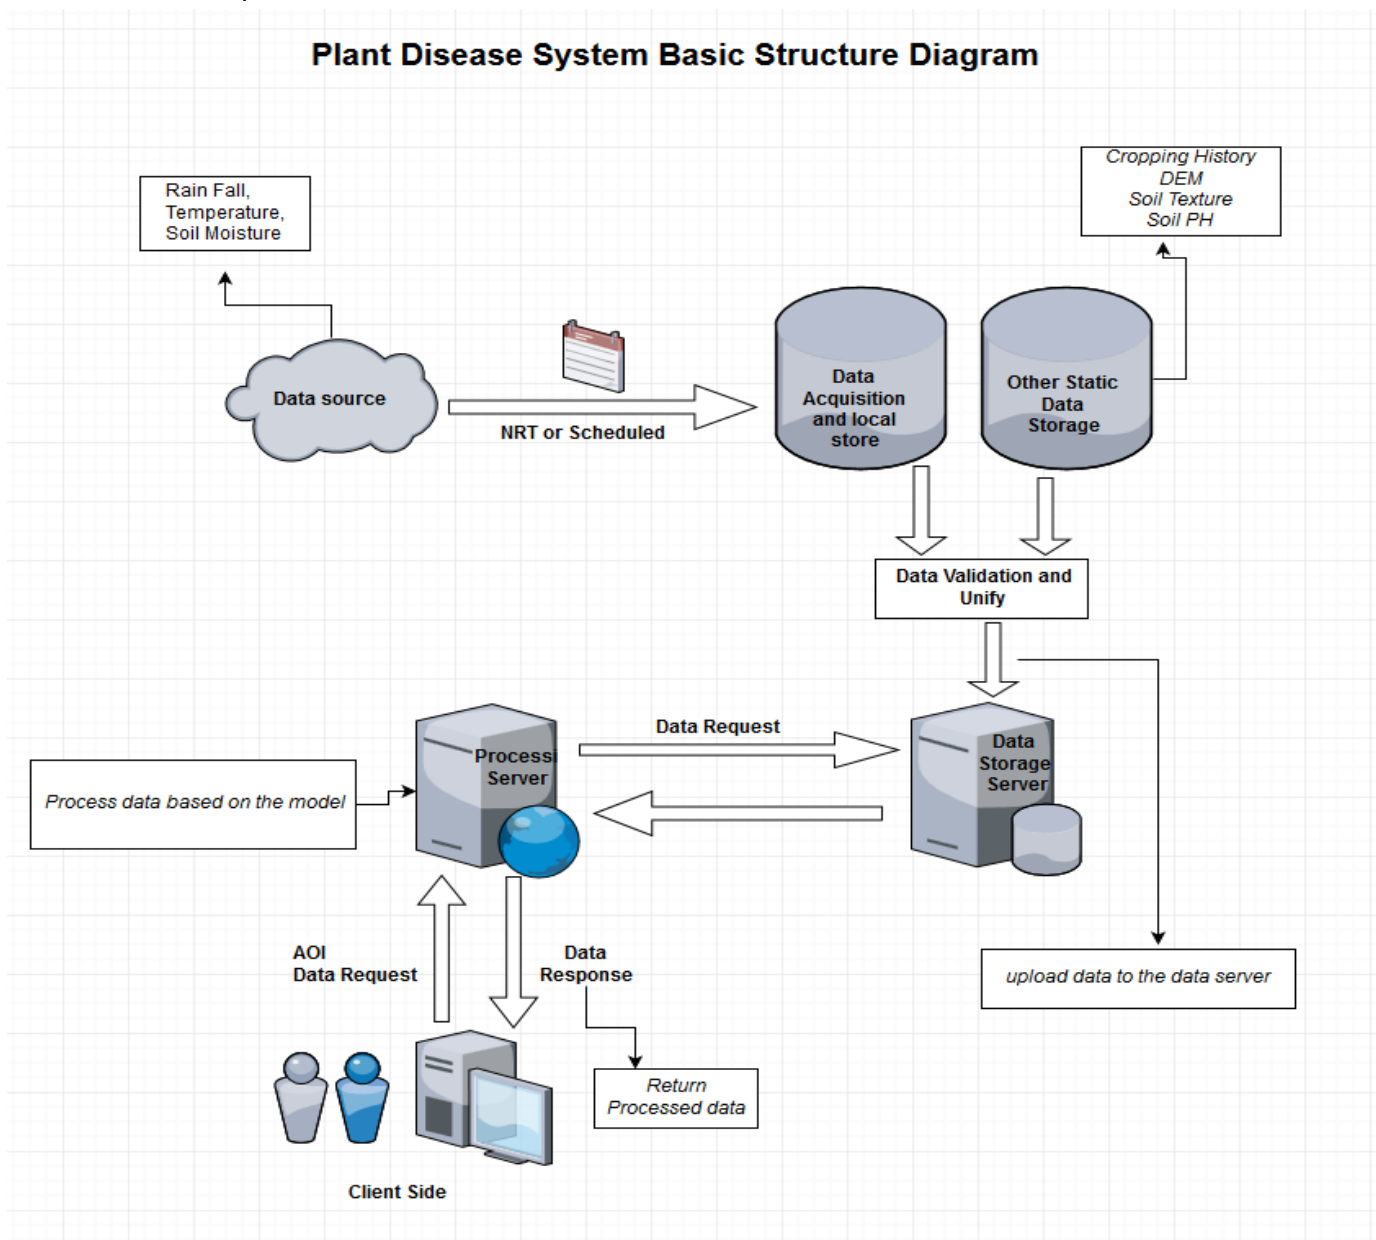 Plant Disease System Basic Structure Diagram
Cropping History
DEM
Soil Texture
Soil PH
Rain Fall,
Temperature,
Soil Moisture
Data source
NRT or Scheduled
Data
Acquisition
and local
store
Other Static
Data
Storage
Data Validation and
Unify
Data Request
Processi
Server
Data
Storage
Server
Process data based on the model
AOI
Data Request
Data
Response
upload data to the data server
Return
Processed data
Client Side